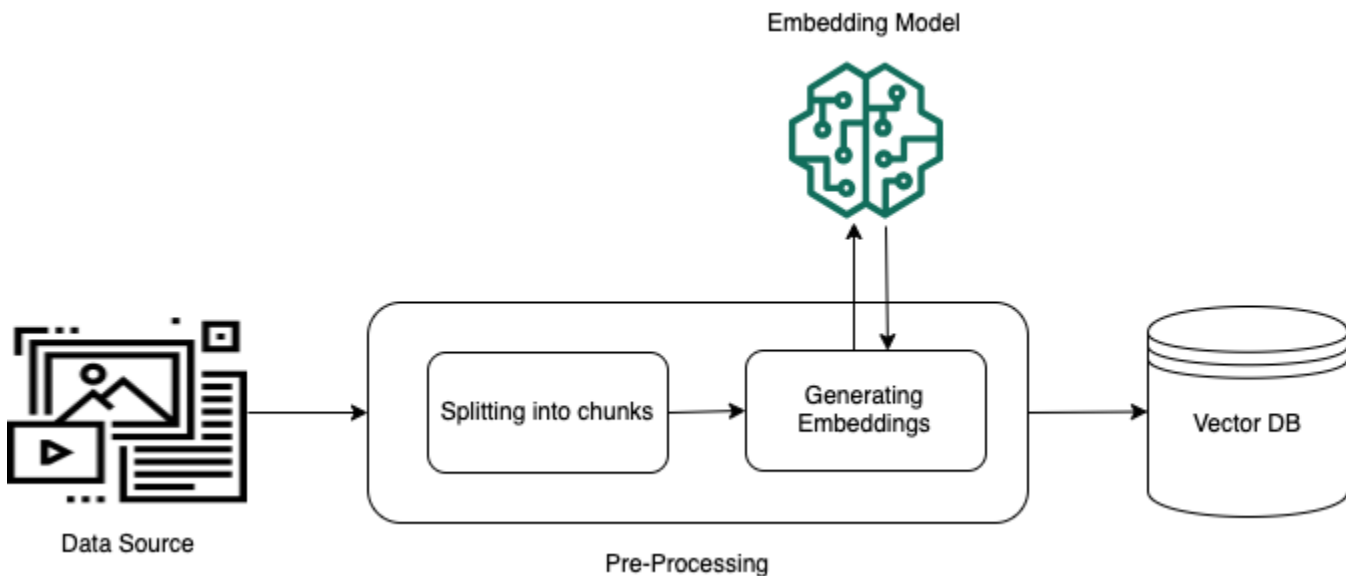 Embedding Model
Splitting into chunks
Generating
Embeddings
Vector DB
Data Source
Pre-Processing